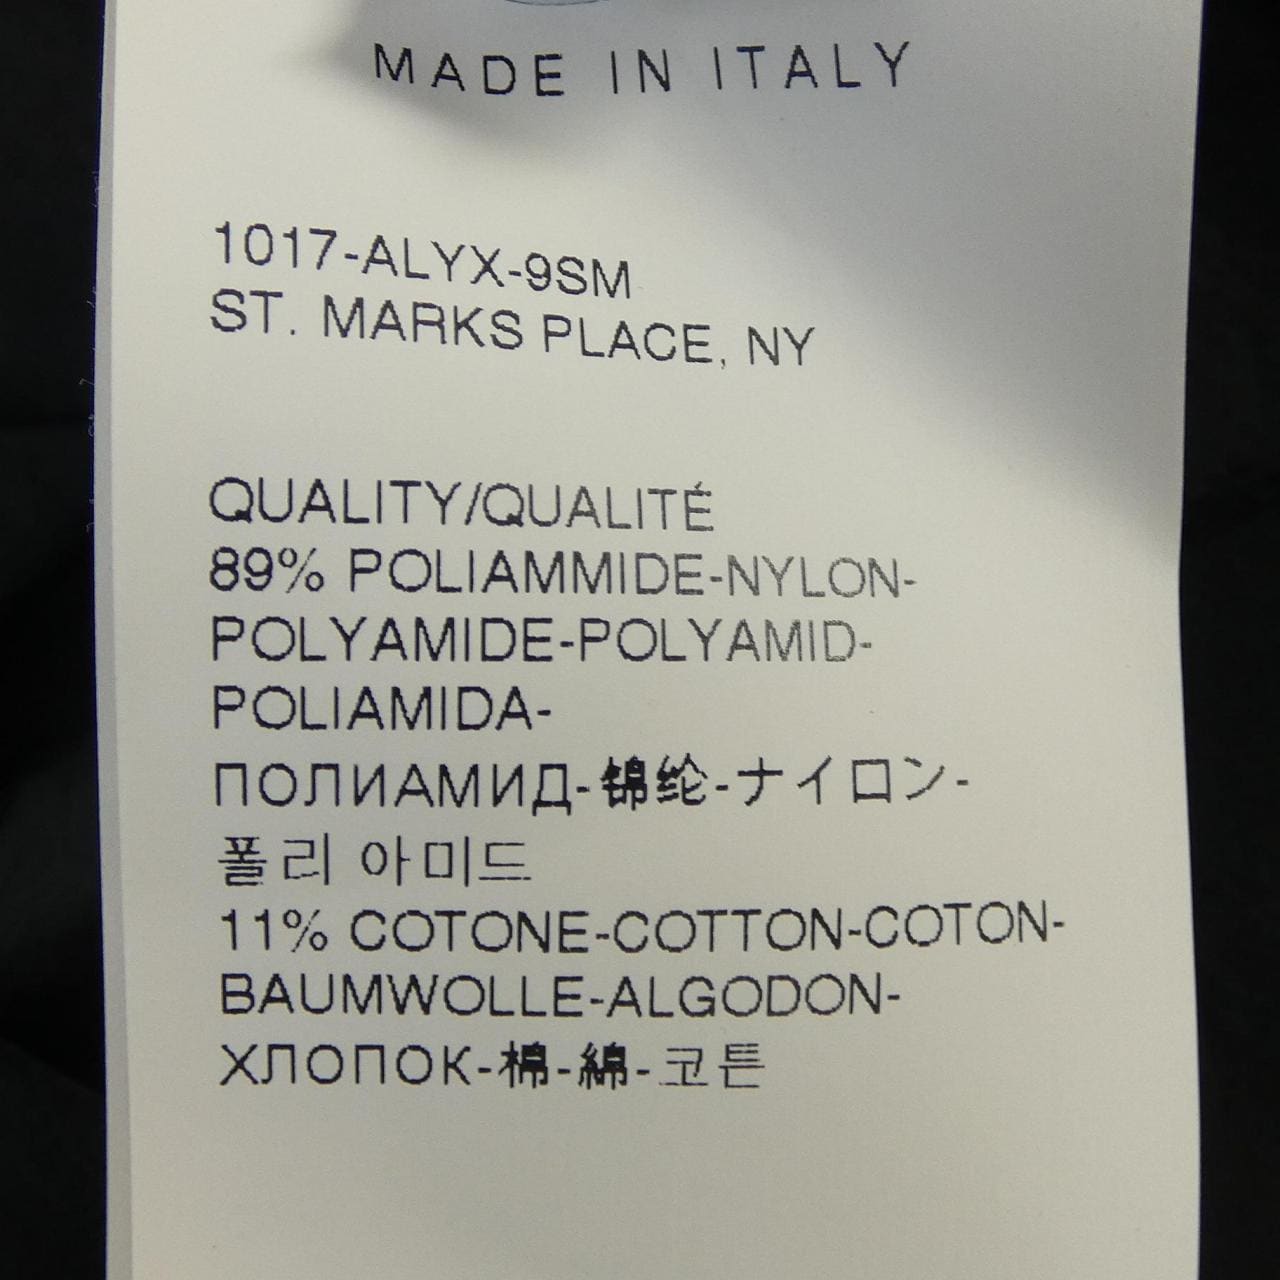 MADE IN ITALY
1017-ALYX-9SM
ST. MARKS PLACE, NY
QUALITY/QUALITÉ
89% POLIAMMIDE-NYLON-
POLYAMIDE-POLYAMID-
POLIAMIDA-
ПОЛИАМИД-锦纶-ナイロン-
폴리 아미드
11% COTONE-COTTON-COTON-
BAUMWOLLE-ALGODON-
ХЛОПОК-棉-綿-코튼